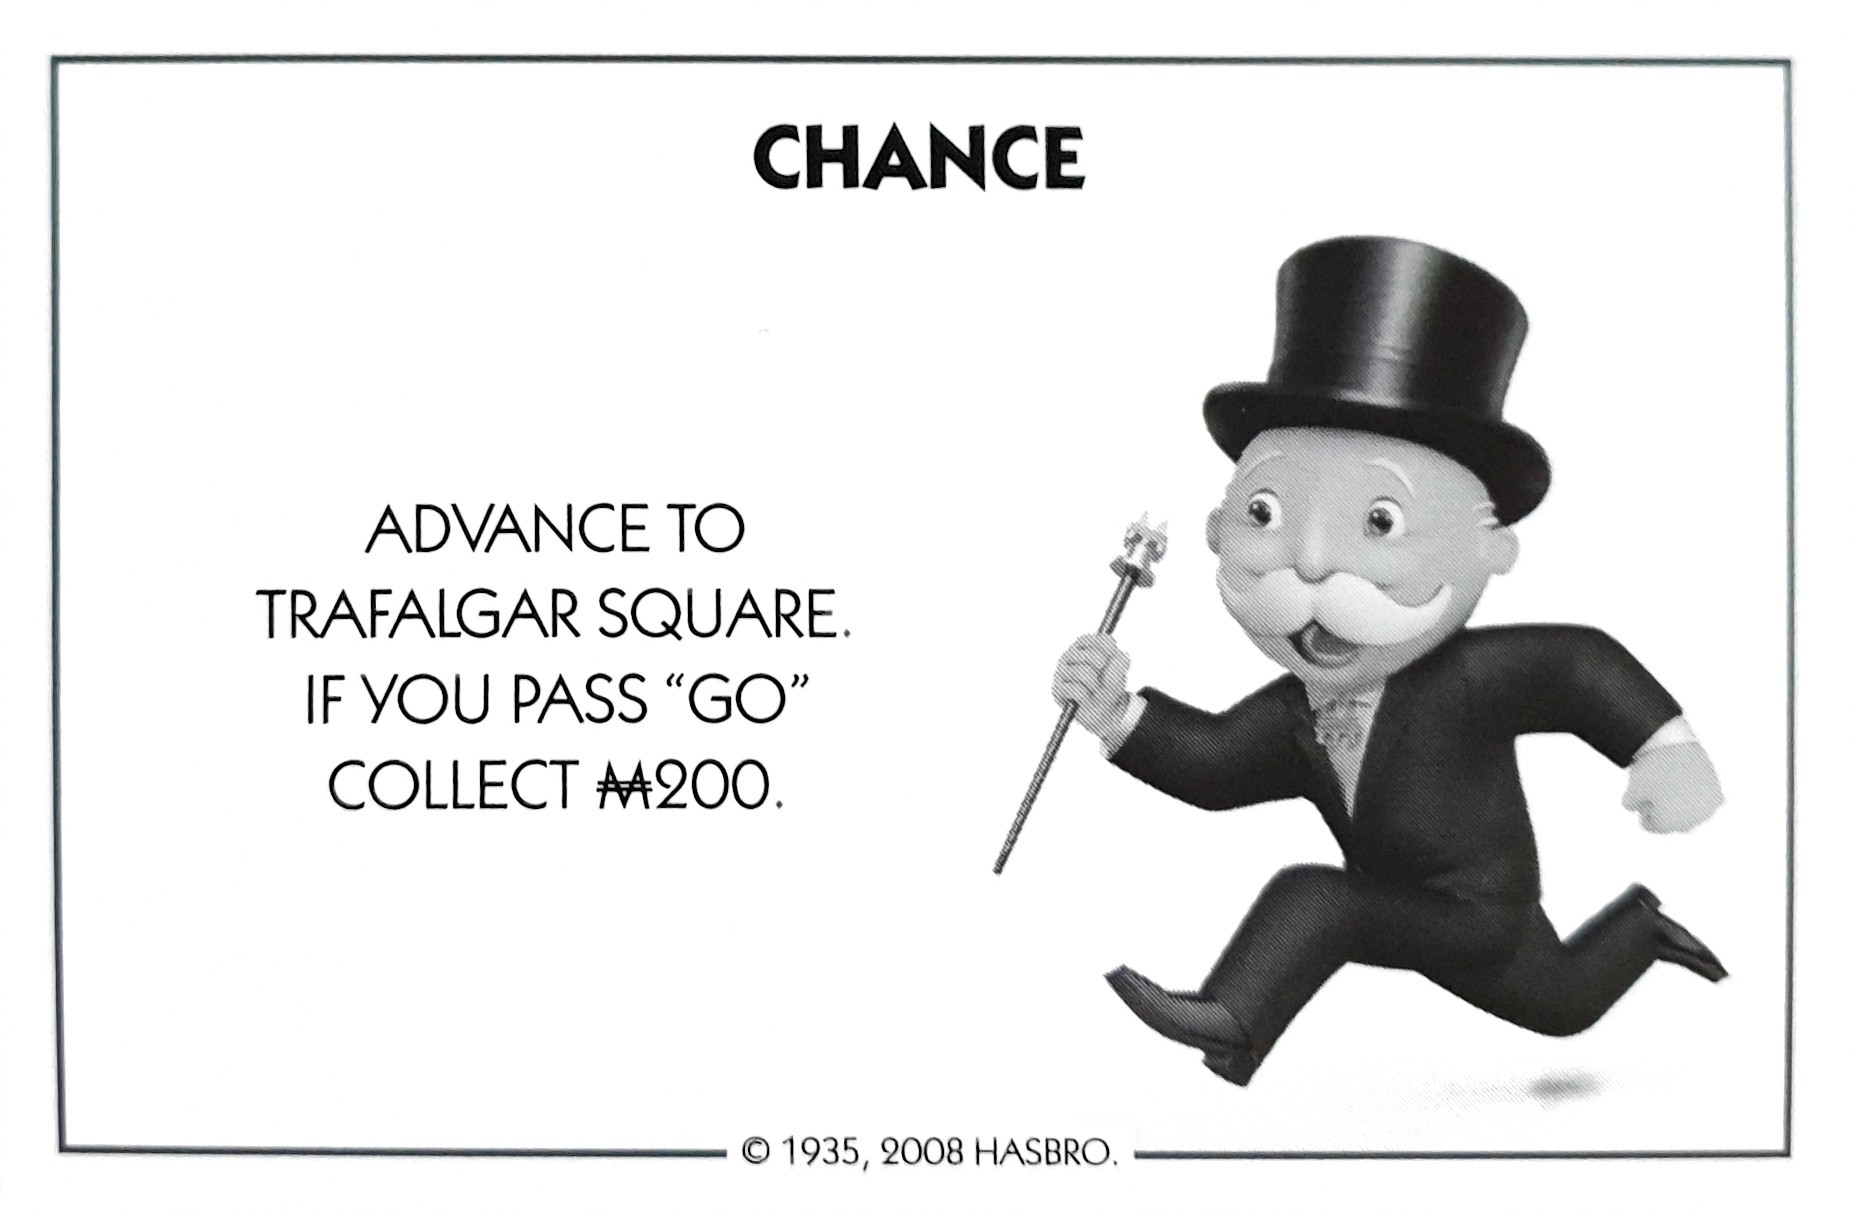 CHANCE
ADVANCE TO
TRAFALGAR SQUARE.
IF YOU PASS “GO”
COLLECT ₩200.
© 1935, 2008 HASBRO.